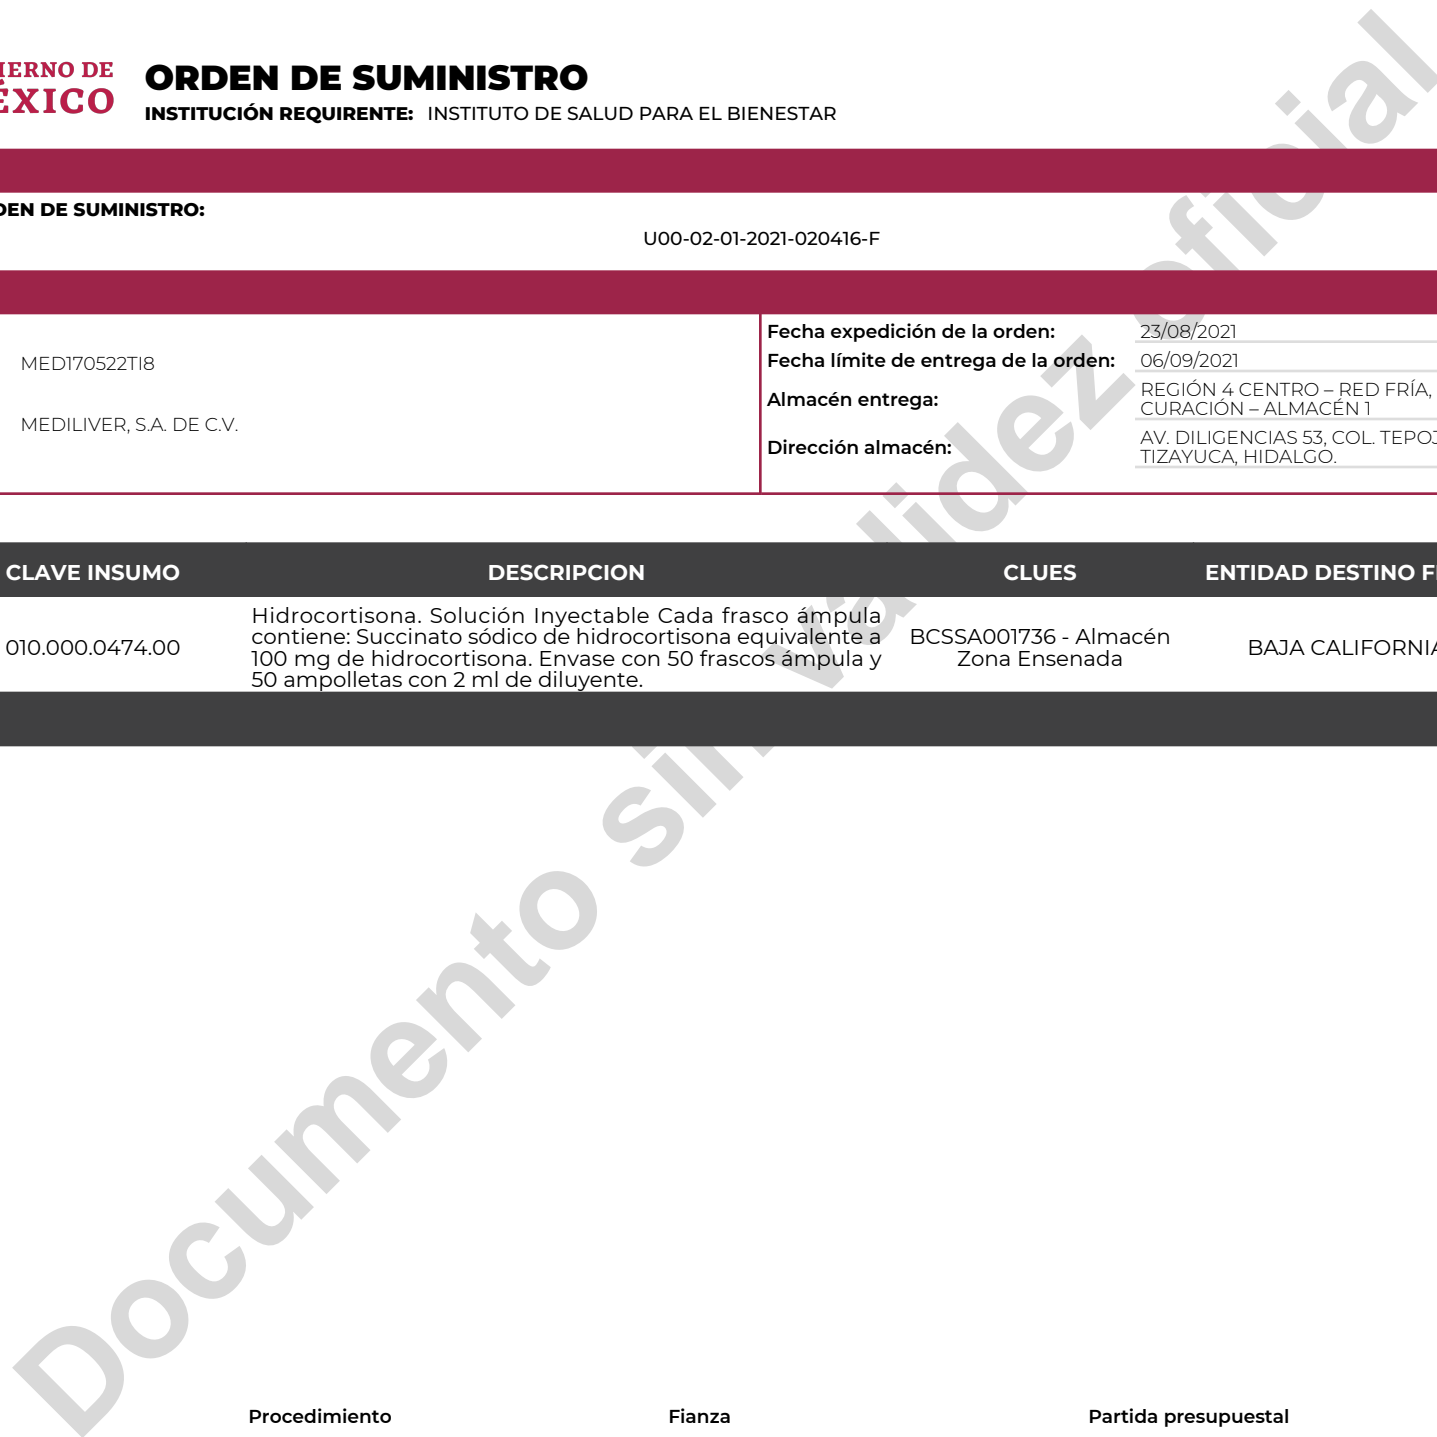 IERNO DE
ÉXICO
ORDEN DE SUMINISTRO
INSTITUCIÓN REQUIRENTE: INSTITUTO DE SALUD PARA EL BIENESTAR
DEN DE SUMINISTRO:
U00-02-01-2021-020416-F
MED170522TI8
MEDILIVER, S.A. DE C.V.
Fecha expedición de la orden: 23/08/2021
Fecha límite de entrega de la orden: 06/09/2021
Almacén entrega: REGIÓN 4 CENTRO – RED FRÍA,
CURACIÓN – ALMACÉN 1
Dirección almacén: AV. DILIGENCIAS 53, COL. TEPOJ
TIZAYUCA, HIDALGO.
CLAVE INSUMO DESCRIPCION CLUES ENTIDAD DESTINO F
010.000.0474.00
Hidrocortisona. Solución Inyectable Cada frasco ámpula
contiene: Succinato sódico de hidrocortisona equivalente a
100 mg de hidrocortisona. Envase con 50 frascos ámpula y
50 ampolletas con 2 ml de diluyente.
BCSSA001736 - Almacén
Zona Ensenada
BAJA CALIFORNIA
Documento sin validez oficial
Procedimiento Fianza Partida presupuestal